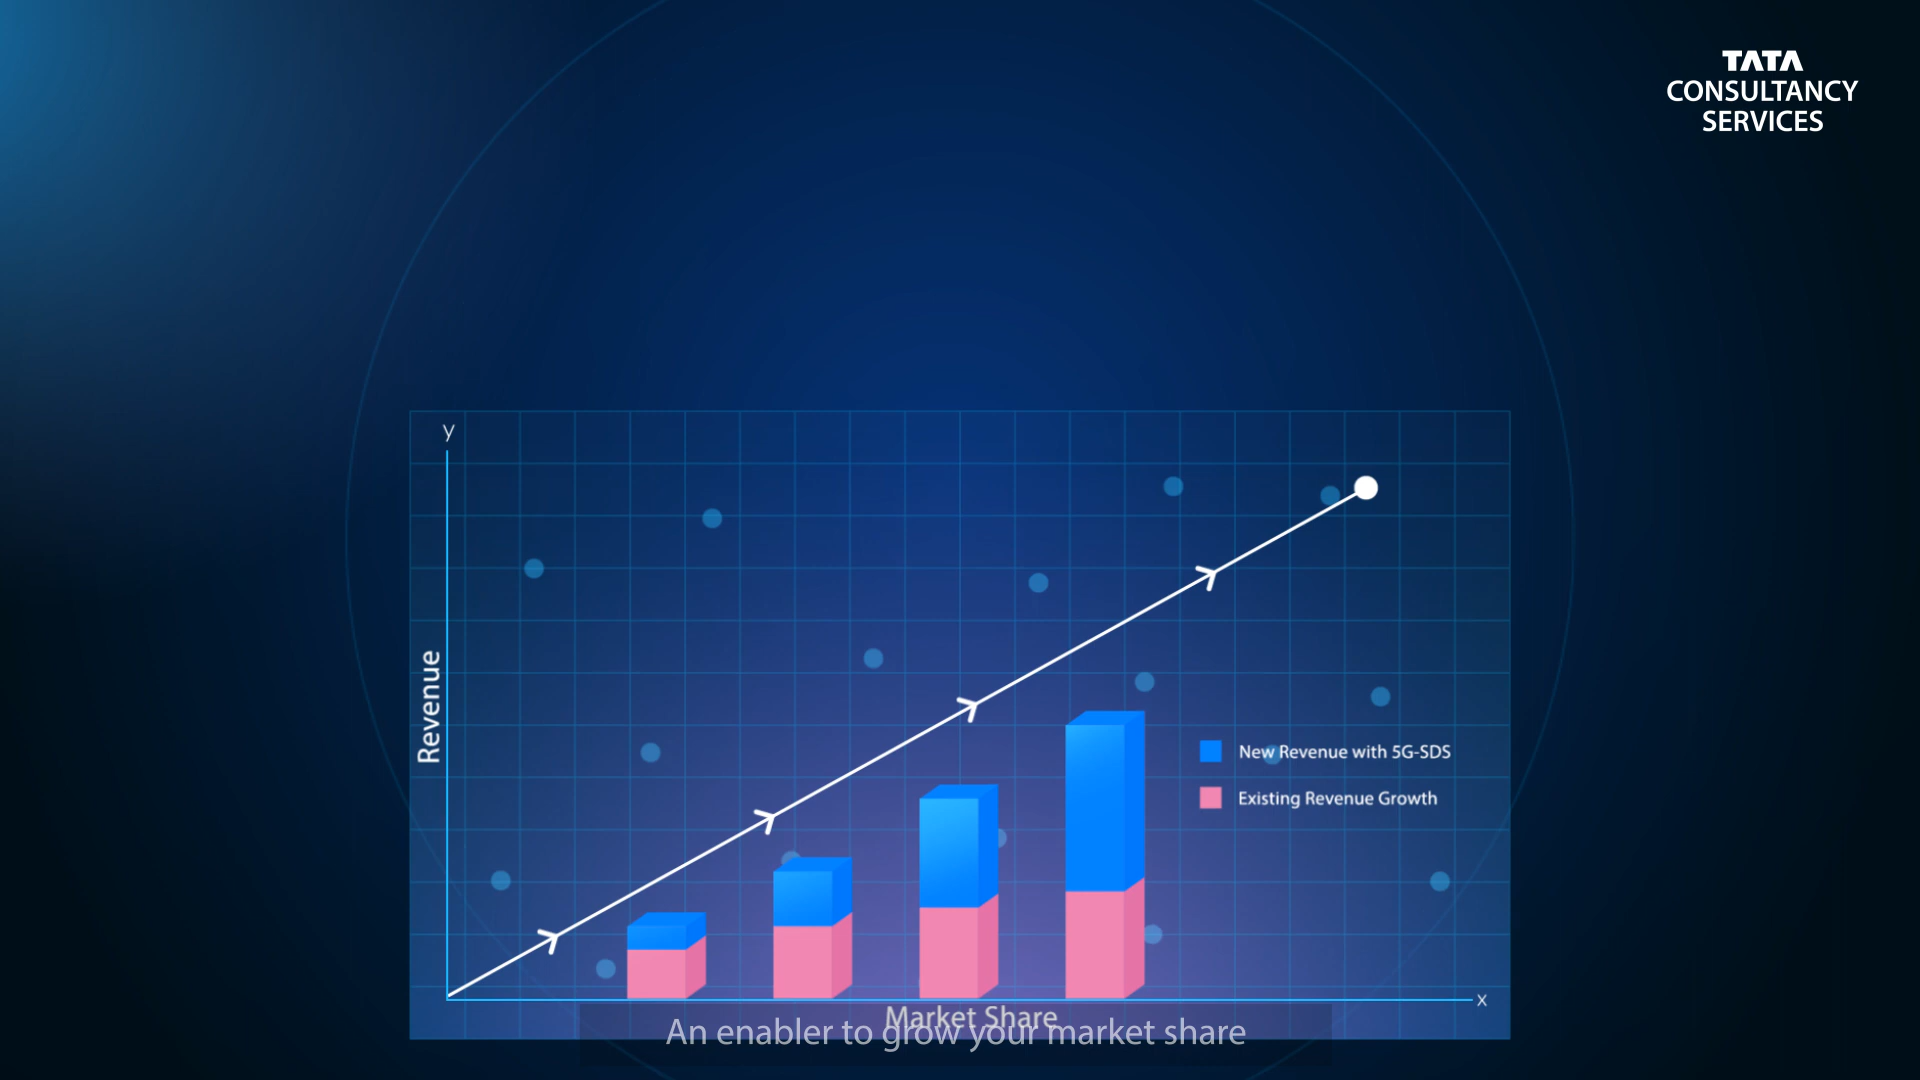 TATA
CONSULTANCY
SERVICES
y
Revenue
New Revenue with 5G-SDS
Existing Revenue Growth
x
Market Share
An enabler to grow your market share